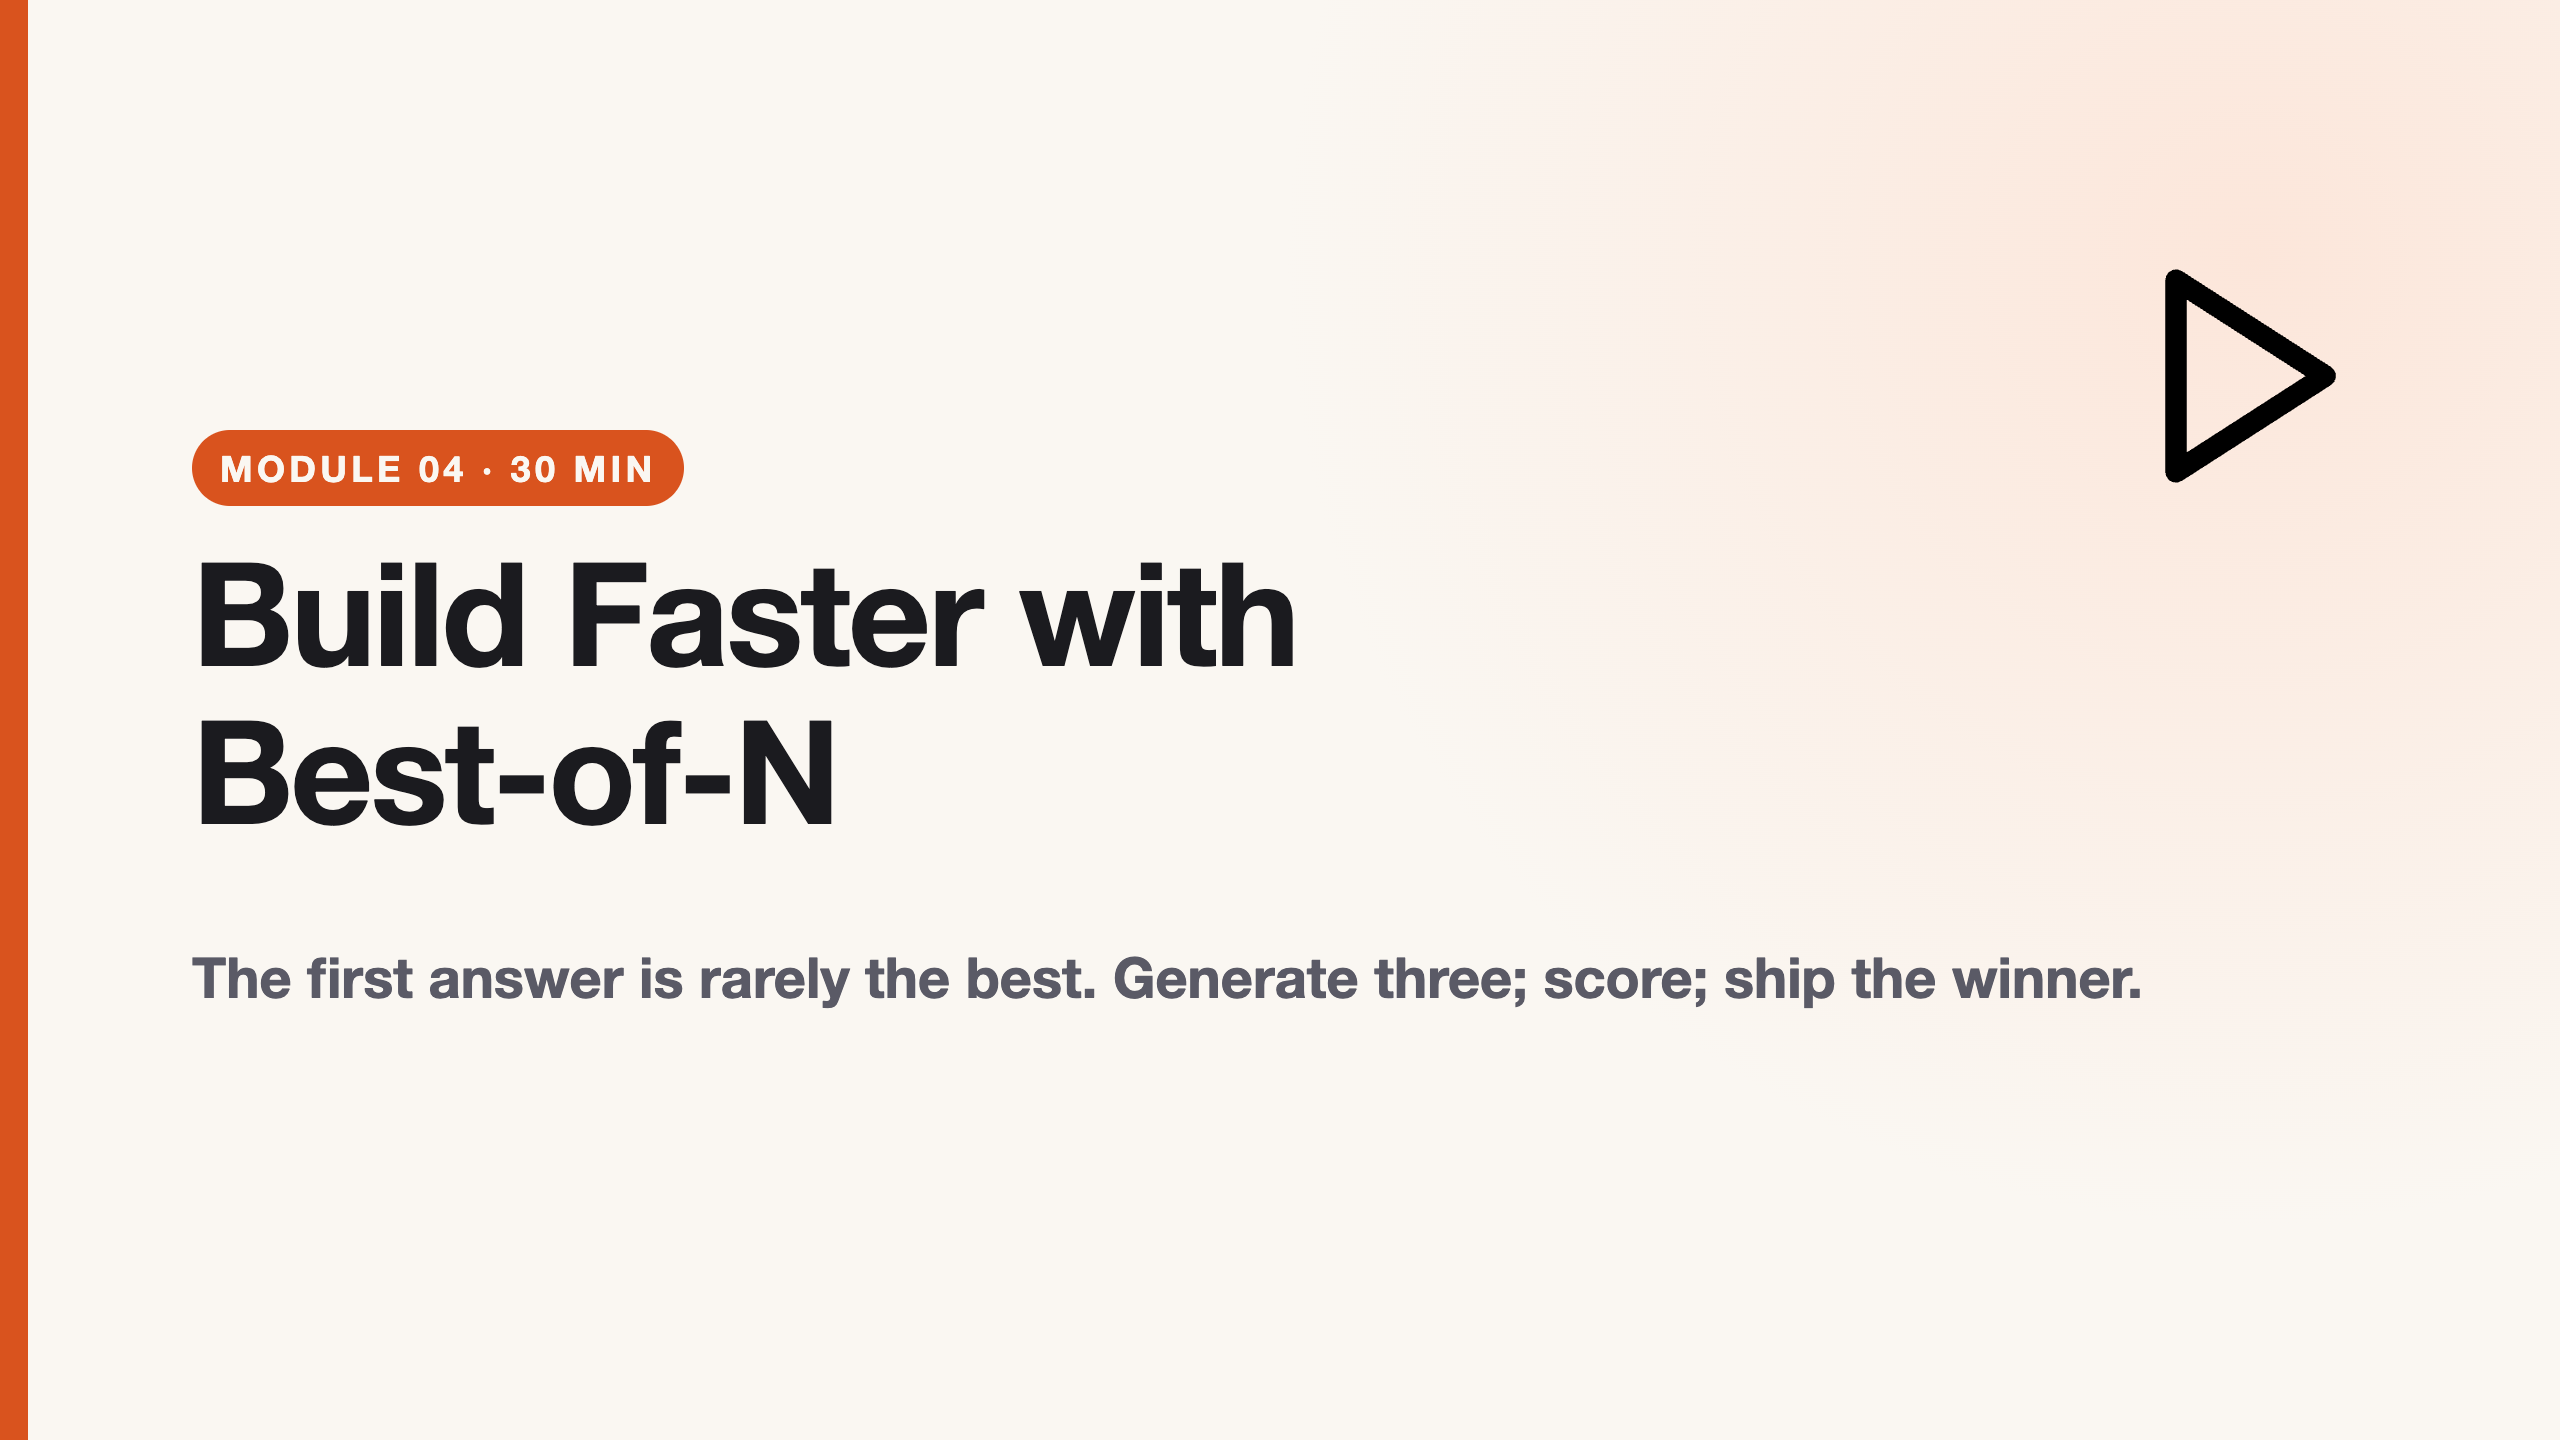 MODULE 04 · 30 MIN
Build Faster with
Best-of-N
The first answer is rarely the best. Generate three; score; ship the winner.